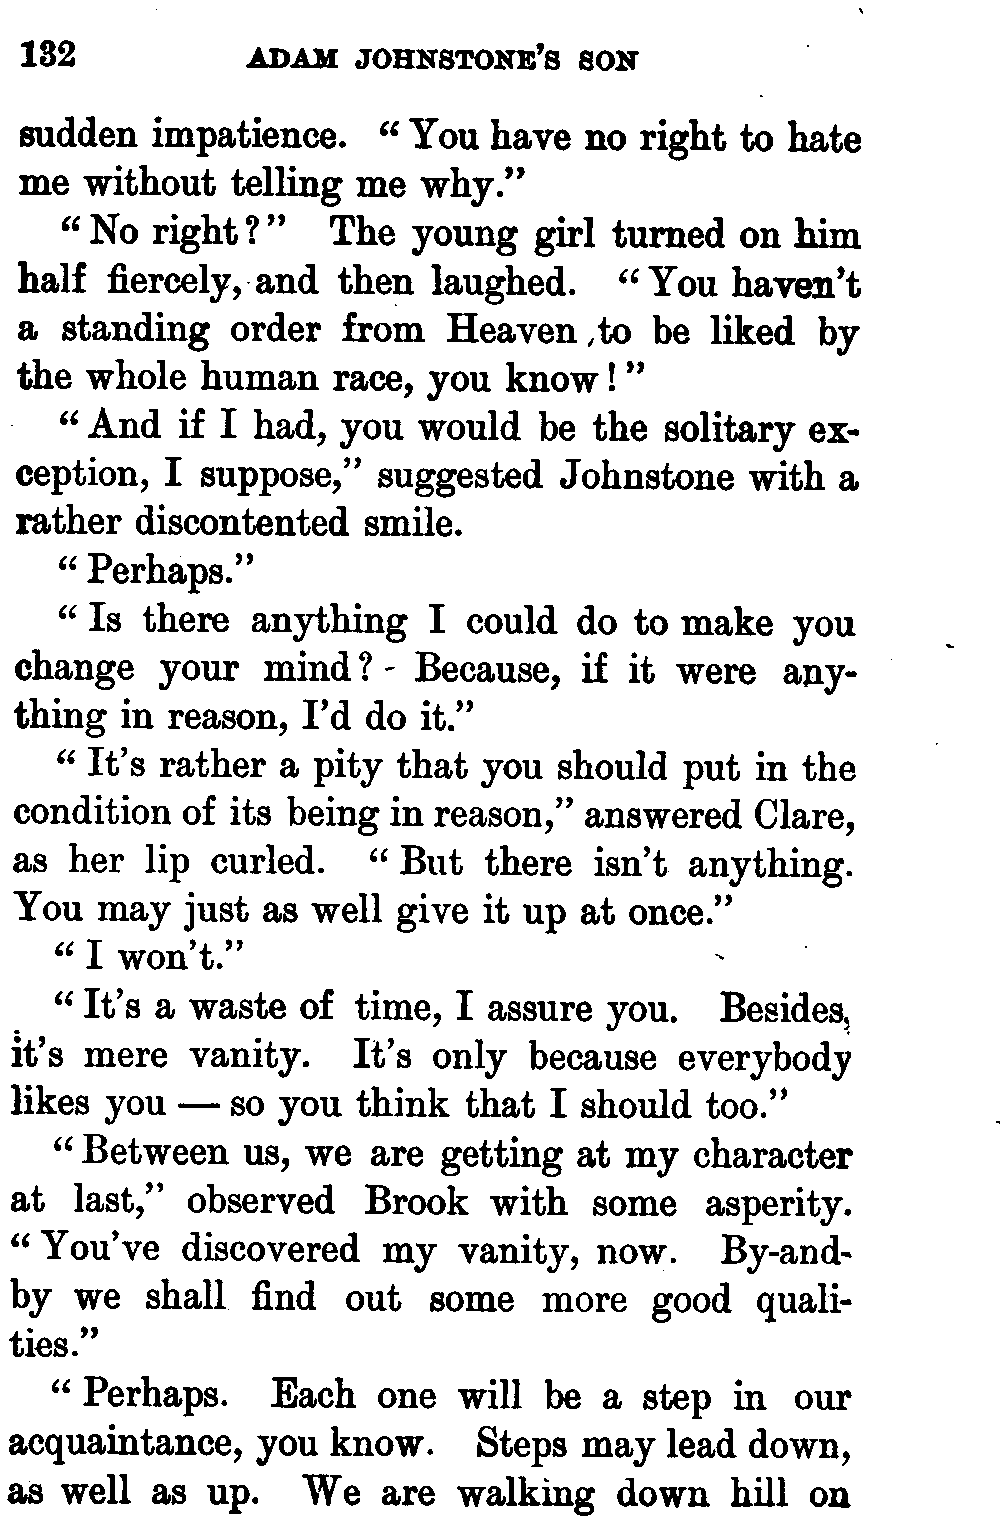 132 ADAM JOHNSTONE'S SON
sudden impatience. “You have no right to hate
me without telling me why.”
“No right?” The young girl turned on him
half fiercely, and then laughed. “You haven't
a standing order from Heaven to be liked by
the whole human race, you know!”
“And if I had, you would be the solitary ex-
ception, I suppose,” suggested Johnstone with a
rather discontented smile.
“Perhaps.”
“Is there anything I could do to make you
change your mind? Because, if it were any-
thing in reason, I'd do it.”
“It's rather a pity that you should put in the
condition of its being in reason,” answered Clare,
as her lip curled. “But there isn't anything.
You may just as well give it up at once.”
“I won't.”
“It's a waste of time, I assure you. Besides,
it's mere vanity. It's only because everybody
likes you — so you think that I should too.”
“Between us, we are getting at my character
at last,” observed Brook with some asperity.
“You've discovered my vanity, now. By-and-
by we shall find out some more good quali-
ties.”
“Perhaps. Each one will be a step in our
acquaintance, you know. Steps may lead down,
as well as up. We are walking down hill on